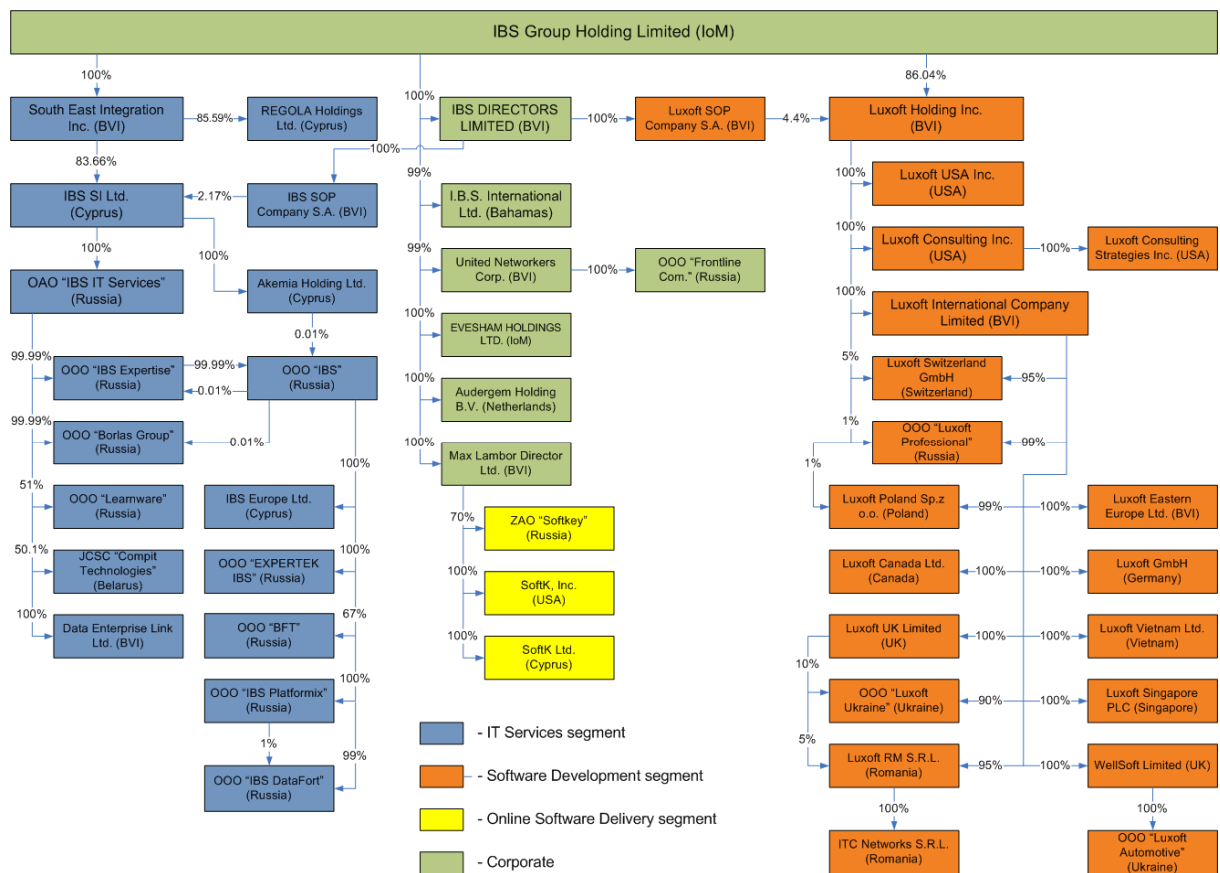 IBS Group Holding Limited (IoM)
100%
86.04%
South East Integration
Inc. (BVI)
85.59%
REGOLA Holdings
Ltd. (Cyprus)
100%
IBS DIRECTORS
LIMITED (BVI)
100%
Luxoft SOP
Company S.A. (BVI)
4.4%
Luxoft Holding Inc.
(BVI)
83.66%
100%
IBS SI Ltd.
(Cyprus)
2.17%
IBS SOP
Company S.A. (BVI)
99%
I.B.S. International
Ltd. (Bahamas)
100%
Luxoft USA Inc.
(USA)
100%
100%
99%
United Networkers
Corp. (BVI)
100%
OOO “Frontline
Com.” (Russia)
100%
Luxoft Consulting Inc.
(USA)
100%
Luxoft Consulting
Strategies Inc. (USA)
OAO “IBS IT Services”
(Russia)
Akemia Holding Ltd.
(Cyprus)
0.01%
100%
EVESHAM HOLDINGS
LTD. (IoM)
100%
Luxoft International Company
Limited (BVI)
99.99%
OOO “IBS Expertise”
(Russia)
99.99%
0.01%
OOO “IBS”
(Russia)
100%
Audergem Holding
B.V. (Netherlands)
5%
Luxoft Switzerland
GmbH
(Switzerland)
95%
99.99%
OOO “Borlas Group”
(Russia)
0.01%
100%
100%
Max Lambor Director
Ltd. (BVI)
1%
OOO “Luxoft
Professional”
(Russia)
99%
51%
OOO “Learnware”
(Russia)
IBS Europe Ltd.
(Cyprus)
1%
Luxoft Poland Sp.z
o.o. (Poland)
99%
100%
Luxoft Eastern
Europe Ltd. (BVI)
70%
ZAO “Softkey”
(Russia)
50.1%
JCSC “Compit
Technologies”
(Belarus)
100%
OOO “EXPERTEK
IBS” (Russia)
100%
SoftK, Inc.
(USA)
Luxoft Canada Ltd.
(Canada)
100%
100%
Luxoft GmbH
(Germany)
100%
Data Enterprise Link
Ltd. (BVI)
67%
OOO “BFT”
(Russia)
100%
SoftK Ltd.
(Cyprus)
Luxoft UK Limited
(UK)
100%
100%
Luxoft Vietnam Ltd.
(Vietnam)
OOO “IBS Platformix”
(Russia)
100%
10%
OOO “Luxoft
Ukraine” (Ukraine)
90%
100%
Luxoft Singapore
PLC (Singapore)
1%
99%
OOO “IBS DataFort”
(Russia)
5%
Luxoft RM S.R.L.
(Romania)
95%
100%
WellSoft Limited (UK)
100%
100%
ITC Networks S.R.L.
(Romania)
OOO “Luxoft
Automotive”
(Ukraine)
- IT Services segment
- Software Development segment
- Online Software Delivery segment
- Corporate